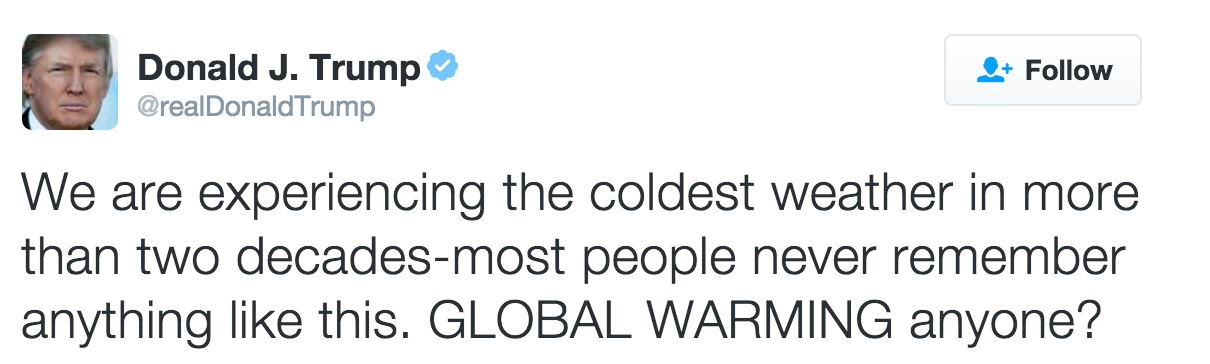 Donald J. Trump
@realDonaldTrump
Follow
We are experiencing the coldest weather in more
than two decades-most people never remember
anything like this. GLOBAL WARMING anyone?